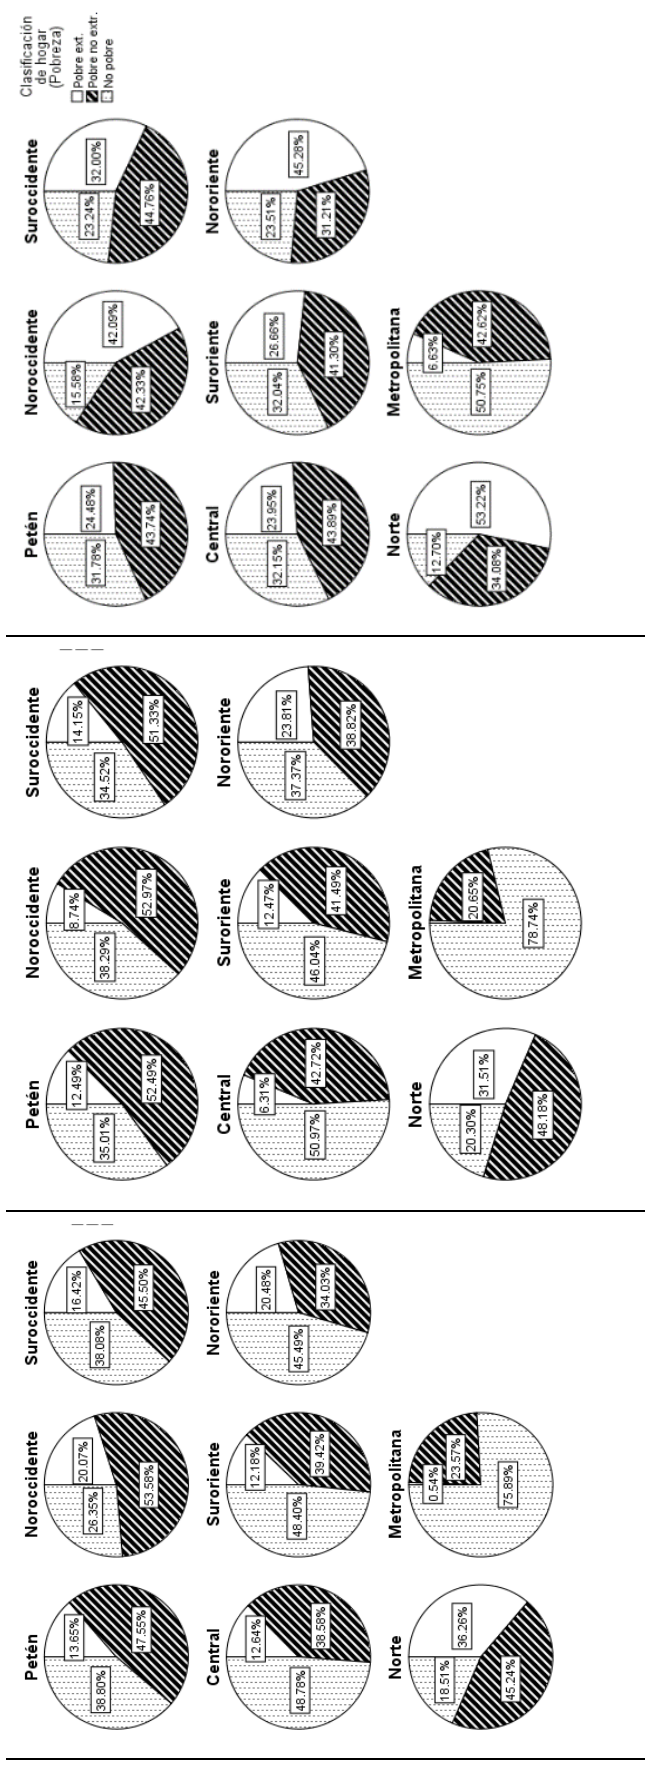 Petén
13.65%
38.80%
47.55%
Noroccidente
20.07%
26.35%
53.58%
Suroccidente
16.42%
38.08%
45.50%
Central
12.64%
48.78%
38.58%
Suroriente
12.18%
48.40%
39.42%
Nororiente
20.48%
45.49%
34.03%
Norte
18.51%
36.26%
45.24%
Metropolitana
0.54%
23.57%
75.89%
Petén
12.49%
35.01%
52.49%
Noroccidente
8.74%
38.29%
52.97%
Suroccidente
14.15%
34.52%
51.33%
Central
6.31%
50.97%
42.72%
Suroriente
12.47%
46.04%
41.49%
Nororiente
23.81%
37.37%
38.82%
Norte
20.30%
31.51%
48.18%
Metropolitana
20.65%
78.74%
Petén
31.78%
24.48%
43.74%
Noroccidente
15.58%
42.09%
42.33%
Suroccidente
23.24%
32.00%
44.76%
Central
32.15%
23.95%
43.89%
Suroriente
32.04%
26.66%
41.30%
Nororiente
23.51%
45.28%
31.21%
Norte
12.70%
53.22%
34.08%
Metropolitana
6.63%
50.75%
42.62%
Clasificación
de hogar
(Pobreza)
Pobre ext.
Pobre no extr.
No pobre